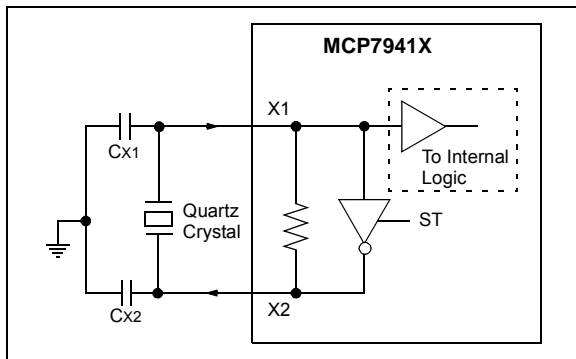 MCP7941X
X1
CX1
To Internal
Logic
Quartz
Crystal
ST
X2
CX2